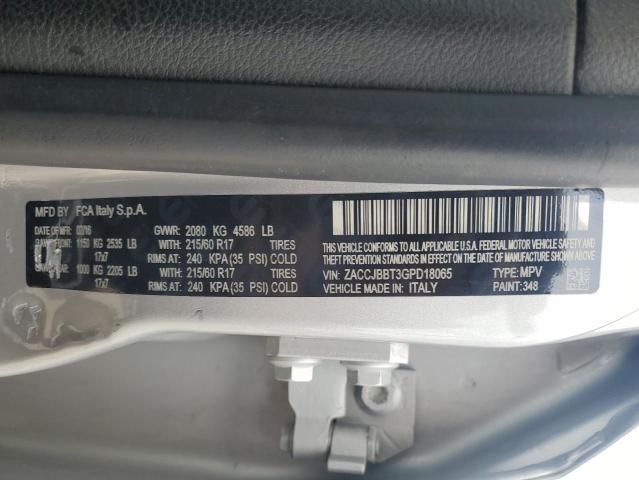 MFD BY FCA Italy S.p.A.
DATE OF MFR 03/16 GVWR: 2080 KG 4586 LB
1150 KG 2535 LB WITH: 215/60 R17 TIRES
17x7 RIMS AT: 240 KPA (35 PSI) COLD
1000 KG 2205 LB WITH: 215/60 R17 TIRES
17x7 RIMS AT: 240 KPA (35 PSI) COLD
THIS VEHICLE CONFORMS TO ALL APPLICABLE U.S.A. FEDERAL MOTOR VEHICLE SAFETY, BUMPER, AND
THEFT PREVENTION STANDARDS IN EFFECT ON THE DATE OF MANUFACTURE SHOWN ABOVE
VIN: ZACCJBBT3GPD18065 TYPE: MPV
VEHICLE MADE IN: ITALY PAINT: 348